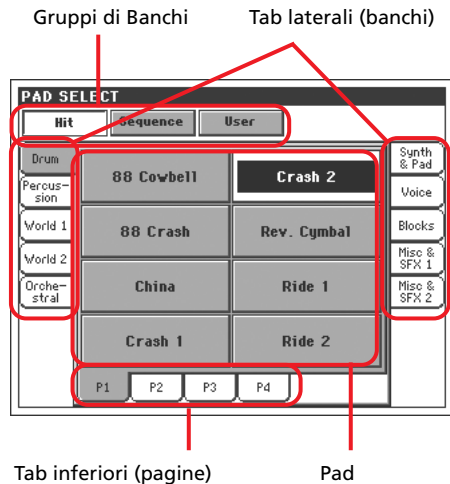 Gruppi di Banchi
Tab laterali (banchi)
PAD SELECT
Hit
Sequence
User
Drum
Percus-
sion
World 1
World 2
Orche-
stral
88 Cowbell
Crash 2
88 Crash
Rev. Cymbal
China
Ride 1
Crash 1
Ride 2
Synth
& Pad
Voice
Blocks
Misc &
SFX 1
Misc &
SFX 2
P1
P2
P3
P4
Tab inferiori (pagine)
Pad